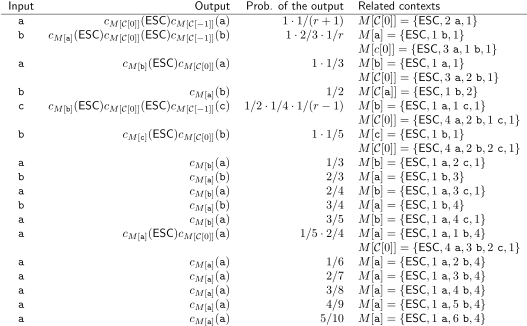 Input Output Prob. of the output Related contexts
a c_{M[C[0]]}(ESC)c_{M[C[-1]]}(a) 1 · 1/(r + 1) M[C[0]] = {ESC, 2 a, 1}
b c_{M[a]}(ESC)c_{M[C[0]]}(ESC)c_{M[C[-1]]}(b) 1 · 2/3 · 1/r M[a] = {ESC, 1 b, 1}
M[c[0]] = {ESC, 3 a, 1 b, 1}
a c_{M[b]}(ESC)c_{M[C[0]]}(a) 1 · 1/3 M[b] = {ESC, 1 a, 1}
M[C[0]] = {ESC, 3 a, 2 b, 1}
b c_{M[a]}(b) 1/2 M[C[a]] = {ESC, 1 b, 2}
c c_{M[b]}(ESC)c_{M[C[0]]}(ESC)c_{M[C[-1]]}(c) 1/2 · 1/4 · 1/(r − 1) M[b] = {ESC, 1 a, 1 c, 1}
M[C[0]] = {ESC, 4 a, 2 b, 1 c, 1}
b c_{M[c]}(ESC)c_{M[C[0]]}(b) 1 · 1/5 M[c] = {ESC, 1 b, 1}
M[C[0]] = {ESC, 4 a, 2 b, 2 c, 1}
a c_{M[b]}(a) 1/3 M[b] = {ESC, 1 a, 2 c, 1}
b c_{M[a]}(b) 2/3 M[a] = {ESC, 1 b, 3}
a c_{M[b]}(a) 2/4 M[b] = {ESC, 1 a, 3 c, 1}
b c_{M[a]}(b) 3/4 M[a] = {ESC, 1 b, 4}
a c_{M[b]}(a) 3/5 M[b] = {ESC, 1 a, 4 c, 1}
a c_{M[a]}(ESC)c_{M[C[0]]}(a) 1/5 · 2/4 M[a] = {ESC, 1 a, 1 b, 4}
M[C[0]] = {ESC, 4 a, 3 b, 2 c, 1}
a c_{M[a]}(a) 1/6 M[a] = {ESC, 1 a, 2 b, 4}
a c_{M[a]}(a) 2/7 M[a] = {ESC, 1 a, 3 b, 4}
a c_{M[a]}(a) 3/8 M[a] = {ESC, 1 a, 4 b, 4}
a c_{M[a]}(a) 4/9 M[a] = {ESC, 1 a, 5 b, 4}
a c_{M[a]}(a) 5/10 M[a] = {ESC, 1 a, 6 b, 4}